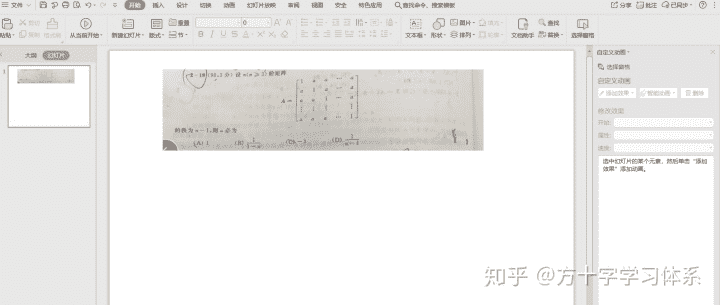 文件 开始 插入 设计 切换 动画 幻灯片放映 审阅 视图 安全 特色应用 查找命令、搜索模板 已同步 分享 批注
剪切 复制 格式刷 从当前开始 新建幻灯片 版式 重置 节 0 文本框 形状 图片 填充 排列 轮廓 文档助手 查找 替换 选择窗格
大纲 幻灯片
1
自定义动画
选择窗格
自定义动画
添加效果 智能动画 删除
修改效果
开始:
属性:
速度:
选中幻灯片的某个元素,然后单击“添加
效果”添加动画。
A=
的秩为n-1,则a必为
(A) 1 (B) (C) -1 (D)
知乎 @方十字学习体系